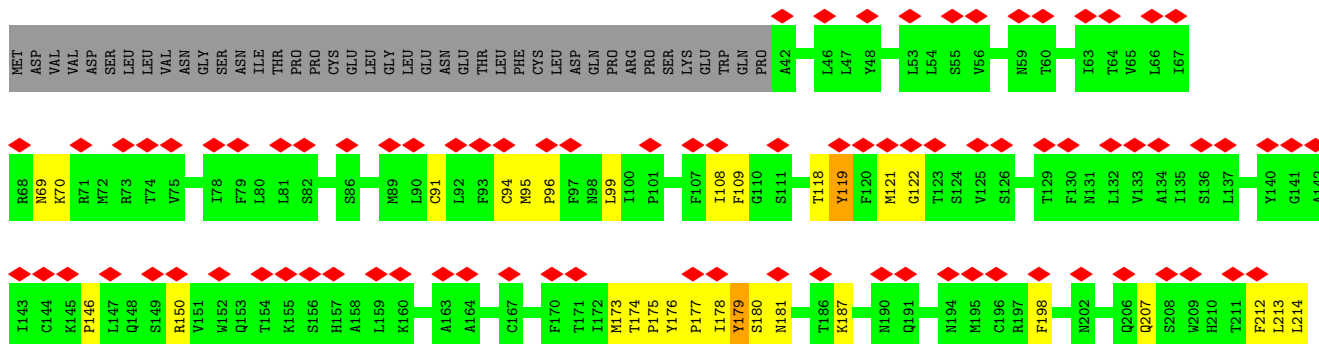 MET ASP VAL VAL ASP SER LEU LEU VAL ASN GLY SER ASN ILE THR PRO PRO CYS GLU LEU GLY LEU GLU ASN GLU THR LEU PHE CYS LEU ASP GLN PRO ARG PRO SER LYS GLU TRP GLN PRO A42 L46 L47 Y48 L53 L54 S55 V56 N59 T60 I63 T64 V65 L66 I67
R68 N69 K70 R71 M72 R73 T74 V75 I78 F79 L80 L81 S82 S86 M89 L90 C91 L92 F93 C94 M95 P96 F97 N98 L99 I100 P101 F107 I108 F109 G110 S111 T118 Y119 F120 M121 G122 T123 S124 V125 S126 T129 F130 N131 L132 V133 A134 I135 S136 L137 Y140 G141 A142
I143 C144 K145 P146 L147 Q148 S149 R150 V151 W152 Q153 T154 K155 S156 H157 A158 L159 K160 A163 A164 C167 F170 T171 I172 M173 T174 P175 Y176 P177 I178 Y179 S180 N181 T186 K187 N190 Q191 N194 M195 C196 R197 F198 N202 Q206 Q207 S208 W209 H210 T211 F212 L213 L214